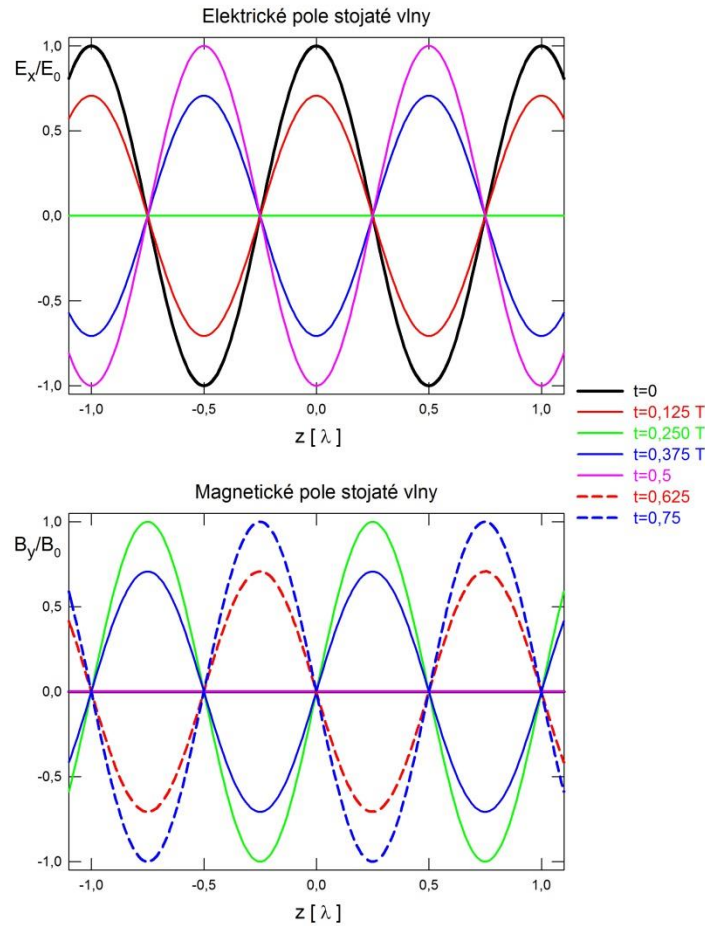 Elektrické pole stojaté vlny
1,0
Eₓ/E₀
0,5
0,0
-0,5
-1,0
-1,0 -0,5 0,0 0,5 1,0
z [ λ ]
t=0
t=0,125 T
t=0,250 T
t=0,375 T
t=0,5
t=0,625
t=0,75
Magnetické pole stojaté vlny
1,0
B_y/B₀
0,5
0,0
-0,5
-1,0
-1,0 -0,5 0,0 0,5 1,0
z [ λ ]